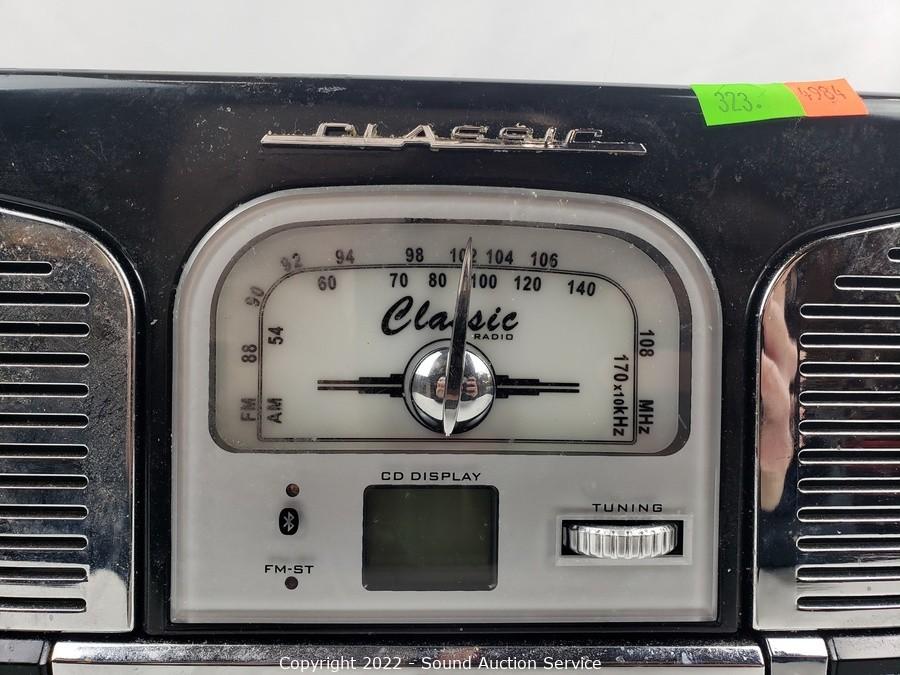 323.
4984
CLASSIC
90 92 94 98 102 104 106
60 70 80 100 120 140
88 54
FM AM
Classic
RADIO
108
170x10kHz MHz
CD DISPLAY
TUNING
FM-ST
Copyright 2022 - Sound Auction Service